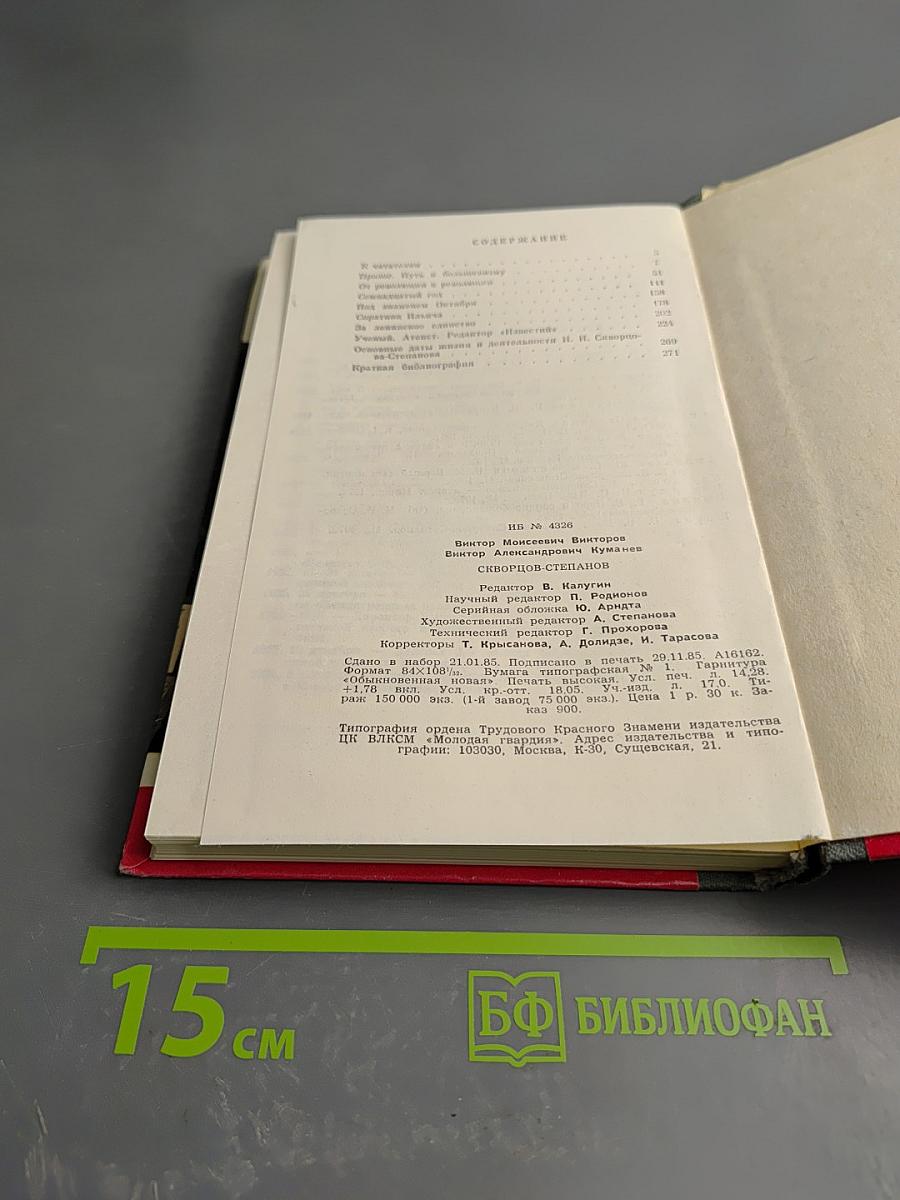 СОДЕРЖАНИЕ
К читателям 5
Пролог. Путь к большевизму 7
От революции к революции 51
Семнадцатый год 111
Под знаменем Октября 158
Соратник Ильича 178
За ленинское единство 202
Ученый. Атеист. Редактор «Известий» 224
Основные даты жизни и деятельности И. И. Скворцо-
ва-Степанова 269
Краткая библиография 271
ИБ № 4326
Виктор Моисеевич Викторов
Виктор Александрович Куманев
СКВОРЦОВ-СТЕПАНОВ
Редактор В. Калугин
Научный редактор П. Родионов
Серийная обложка Ю. Арндта
Художественный редактор А. Степанова
Технический редактор Г. Прохорова
Корректоры Т. Крысанова, А. Долидзе, И. Тарасова
Сдано в набор 21.01.85. Подписано в печать 29.11.85. А16162.
Формат 84×108¹/₃₂. Бумага типографская № 1. Гарнитура
«Обыкновенная новая». Печать высокая. Усл. печ. л. 14,28.
+1,78 вкл. Усл. кр.-отт. 18,05. Уч.-изд. л. 17,0. Ти-
раж 150 000 экз. (1-й завод 75 000 экз.). Цена 1 р. 30 к. За-
каз 900.
Типография ордена Трудового Красного Знамени издательства
ЦК ВЛКСМ «Молодая гвардия». Адрес издательства и типо-
графии: 103030, Москва, К-30, Сущевская, 21.
15 см
БФ БИБЛИОФАН